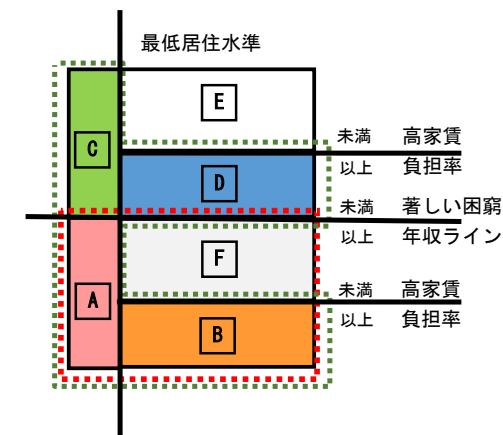 最低居住水準
E
未満 高家賃
C
以上 負担率
D
未満 著しい困窮
以上 年収ライン
F
未満 高家賃
A
以上 負担率
B